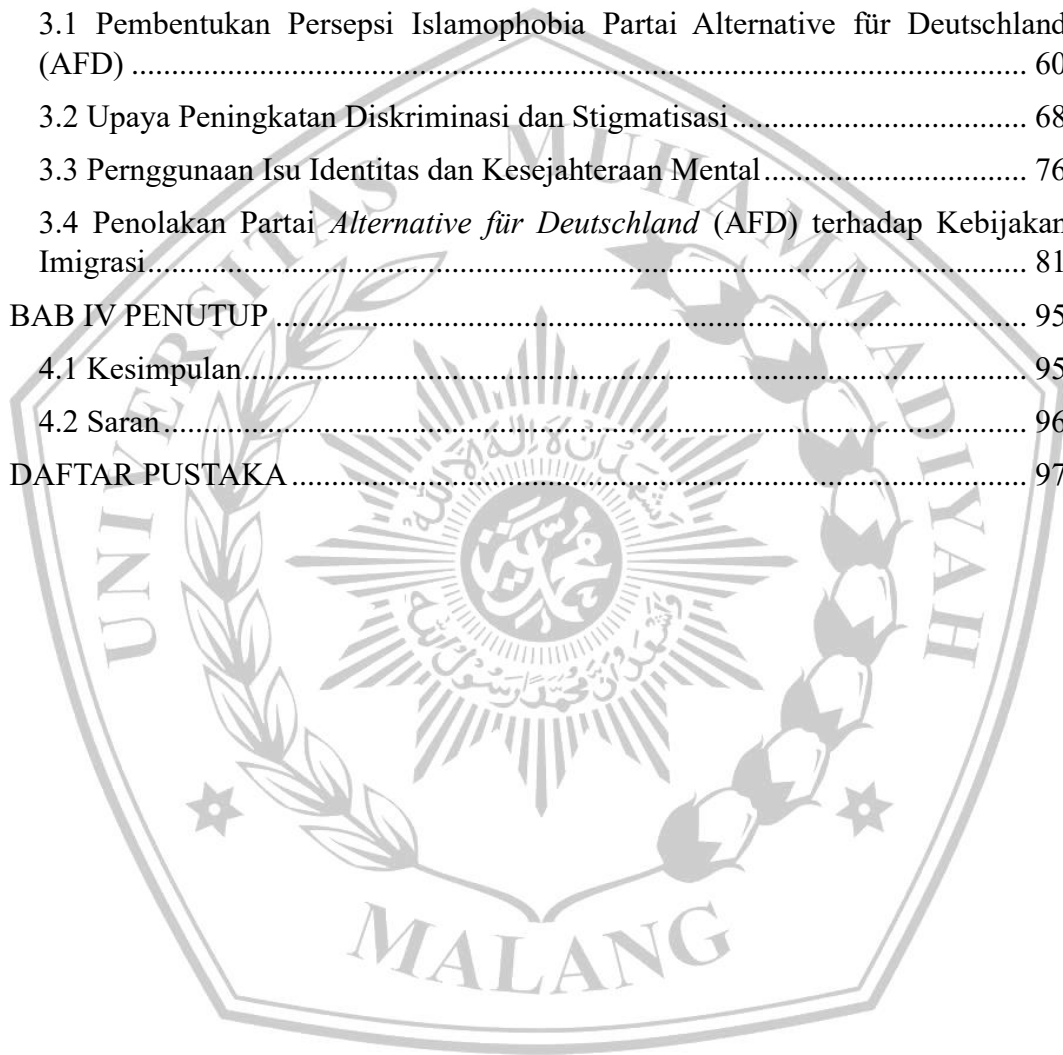 3.1 Pembentukan Persepsi Islamophobia Partai Alternative für Deutschland
(AFD) ........................................................................................................ 60
3.2 Upaya Peningkatan Diskriminasi dan Stigmatisasi ................................. 68
3.3 Pernggunaan Isu Identitas dan Kesejahteraan Mental ............................. 76
3.4 Penolakan Partai Alternative für Deutschland (AFD) terhadap Kebijakan
Imigrasi ...................................................................................................... 81
BAB IV PENUTUP ....................................................................................... 95
4.1 Kesimpulan ........................................................................................... 95
4.2 Saran ..................................................................................................... 96
DAFTAR PUSTAKA ..................................................................................... 97
UNIVERSITAS MUHAMMADIYAH
MALANG